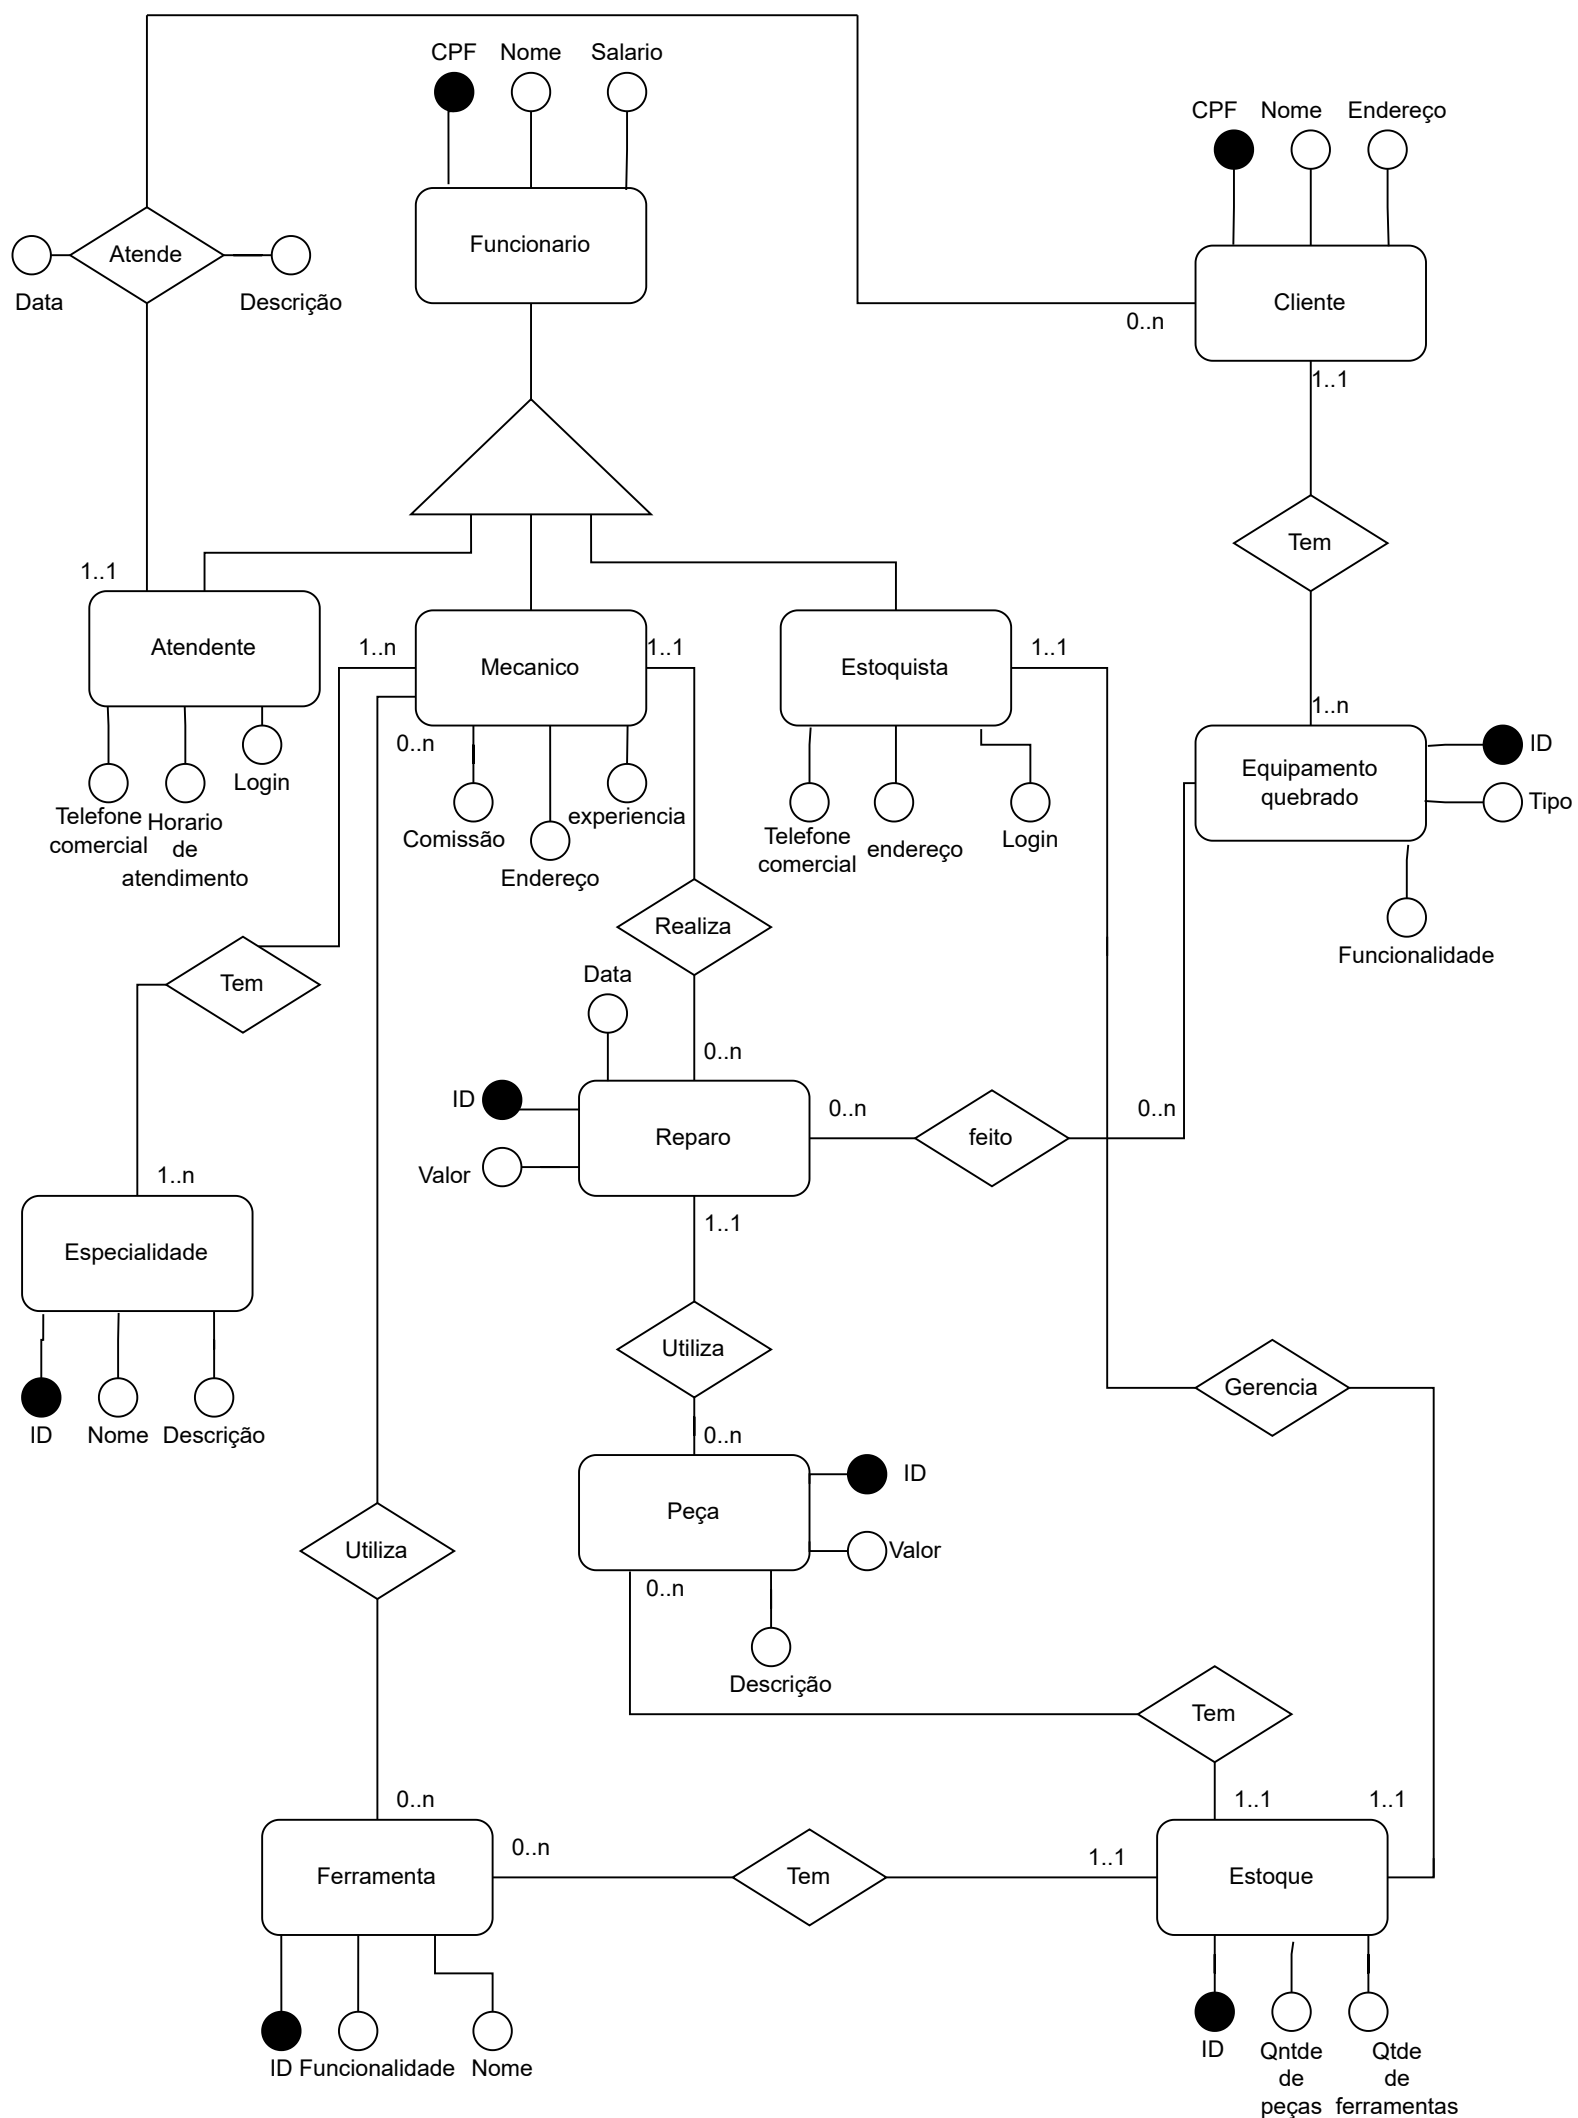 CPF
Nome
Salario
CPF
Nome
Endereço
Atende
Funcionario
Data
Descrição
Cliente
0..n
1..1
Tem
1..1
Atendente
1..n
Mecanico
1..1
Estoquista
1..1
1..n
0..n
Equipamento
quebrado
ID
Tipo
Login
Telefone
comercial
Horario
de
atendimento
Comissão
experiencia
Endereço
Telefone
comercial
endereço
Login
Realiza
Funcionalidade
Tem
Data
0..n
ID
Reparo
0..n
feito
0..n
Valor
1..n
1..1
Especialidade
Utiliza
Gerencia
ID
Nome
Descrição
0..n
ID
Peça
Utiliza
Valor
0..n
Descrição
Tem
0..n
1..1
1..1
0..n
1..1
Ferramenta
Tem
Estoque
ID
Funcionalidade
Nome
ID
Qntde
de
peças
Qtde
de
ferramentas